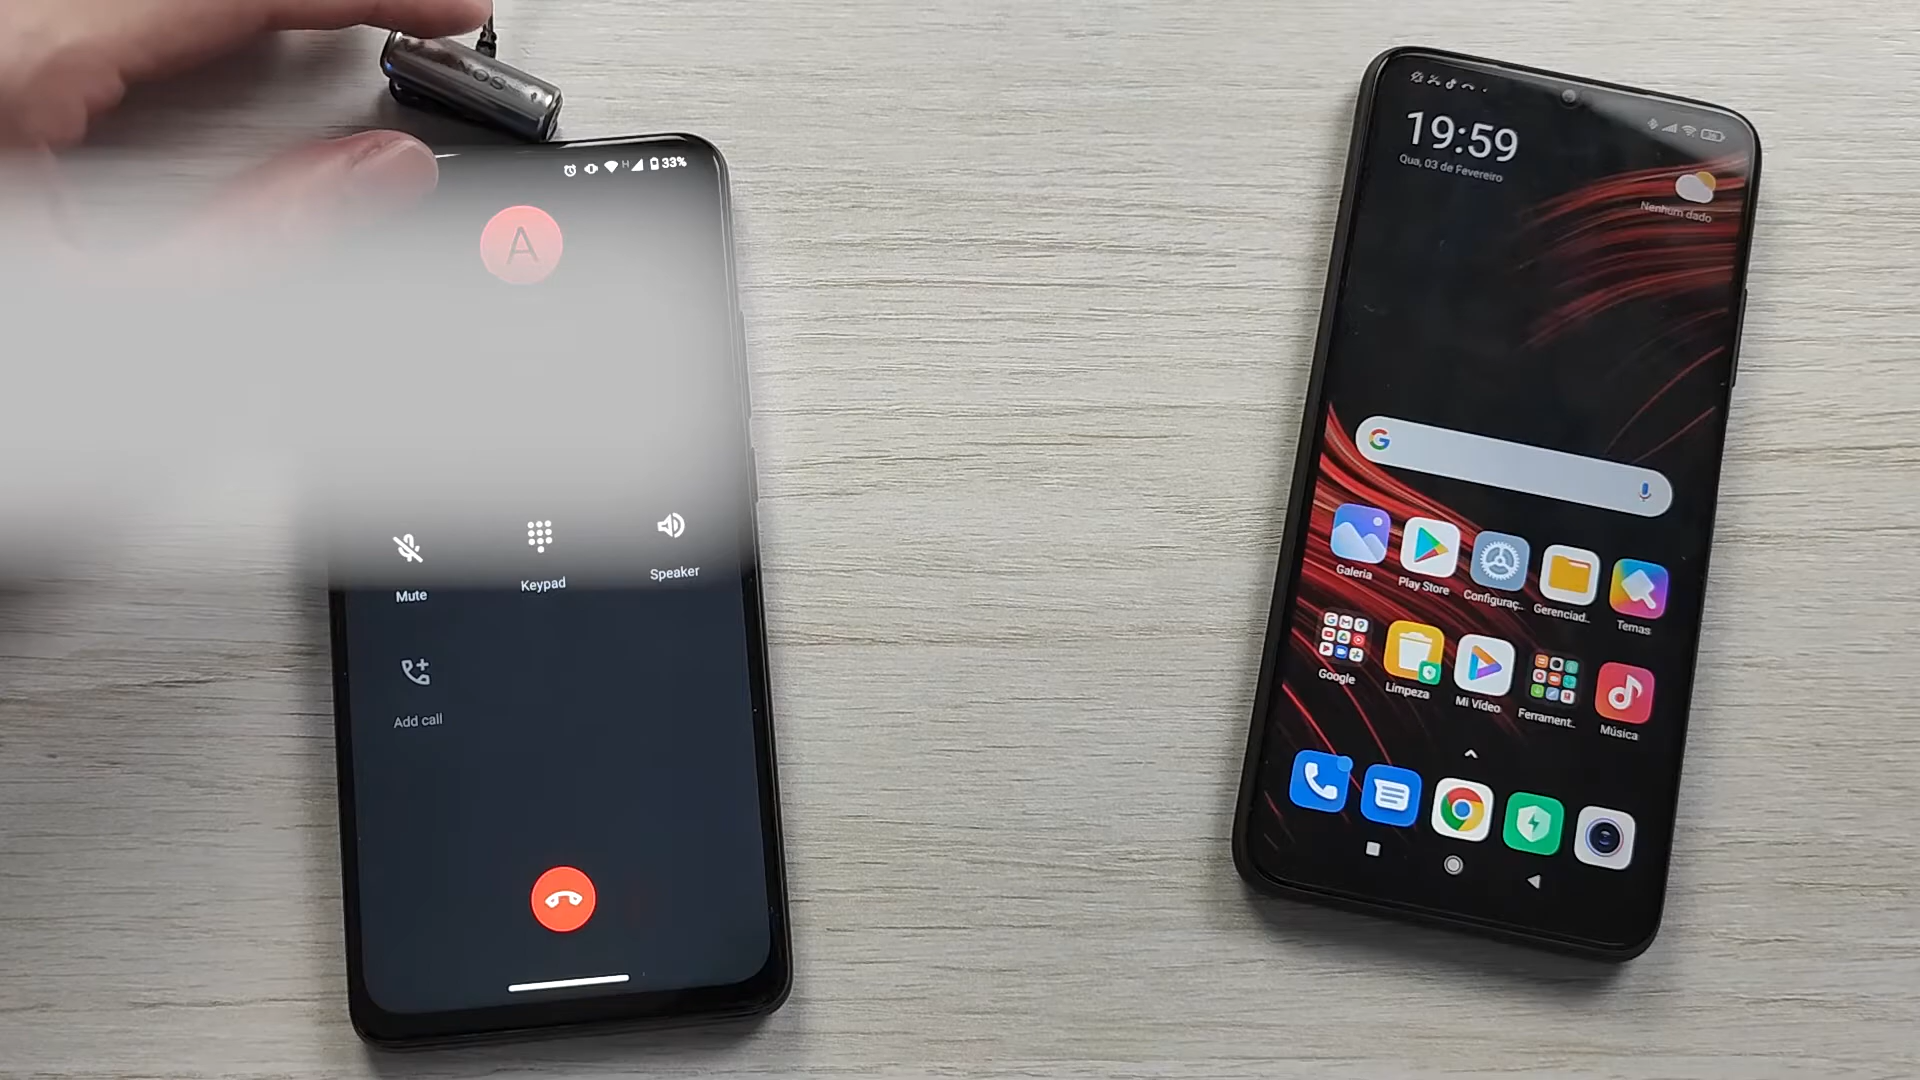 SONY
H
33%
A
Mute
Keypad
Speaker
Add call
19:59
Qua, 03 de Fevereiro
Nenhum dado
G
Galeria
Play Store
Configuraç..
Gerenciad..
Temas
Google
Limpeza
Mi Vídeo
Ferrament..
Música